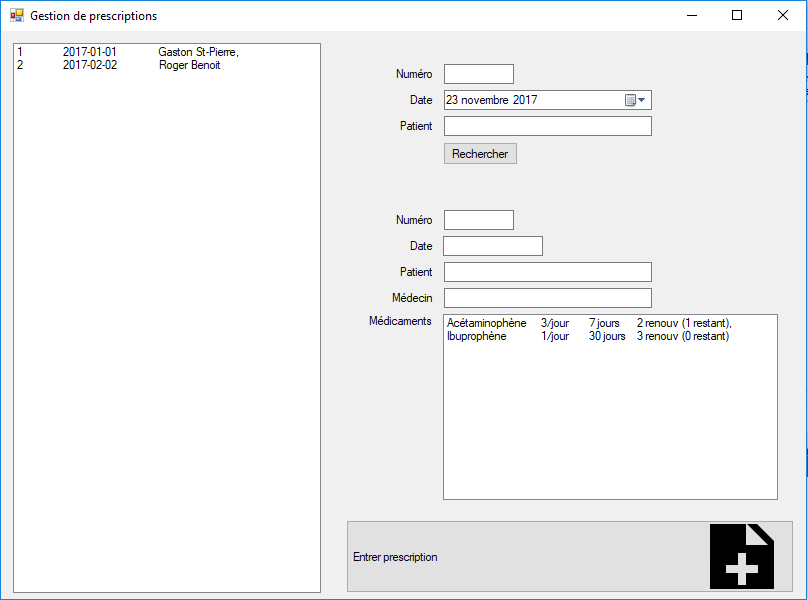 Gestion de prescriptions
1 2017-01-01 Gaston St-Pierre,
2 2017-02-02 Roger Benoit
Numéro
Date 23 novembre 2017
Patient
Rechercher
Numéro
Date
Patient
Médecin
Médicaments
Acétaminophène 3/jour 7 jours 2 renouv (1 restant),
Ibuprophène 1/jour 30 jours 3 renouv (0 restant)
Entrer prescription